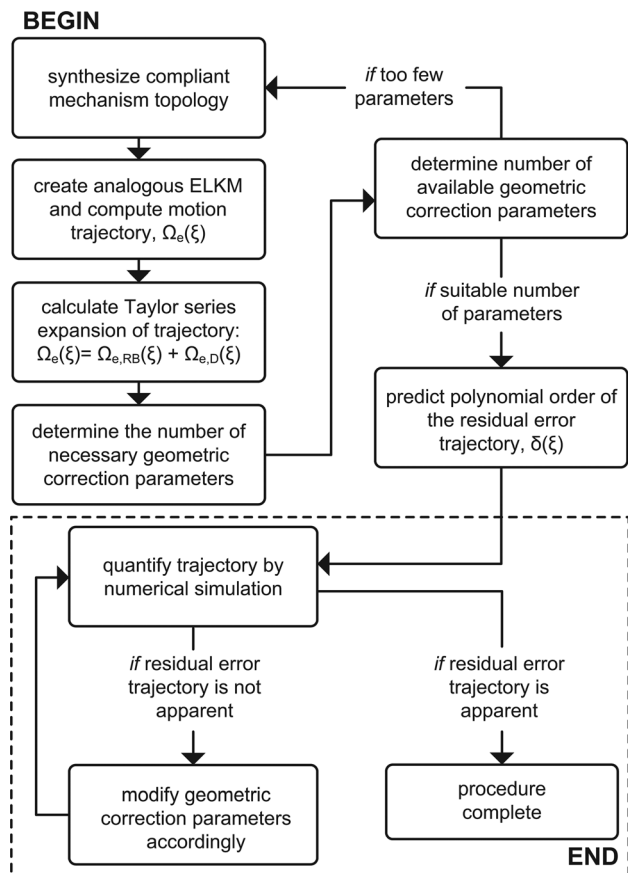 BEGIN
synthesize compliant
mechanism topology
create analogous ELKM
and compute motion
trajectory, Ωe(ξ)
calculate Taylor series
expansion of trajectory:
Ωe(ξ)= Ωe,RB(ξ) + Ωe,D(ξ)
determine the number of
necessary geometric
correction parameters
if too few
parameters
determine number of
available geometric
correction parameters
if suitable number
of parameters
predict polynomial order of
the residual error
trajectory, δ(ξ)
quantify trajectory by
numerical simulation
if residual error
trajectory is not
apparent
modify geometric
correction parameters
accordingly
if residual error
trajectory is
apparent
procedure
complete
END